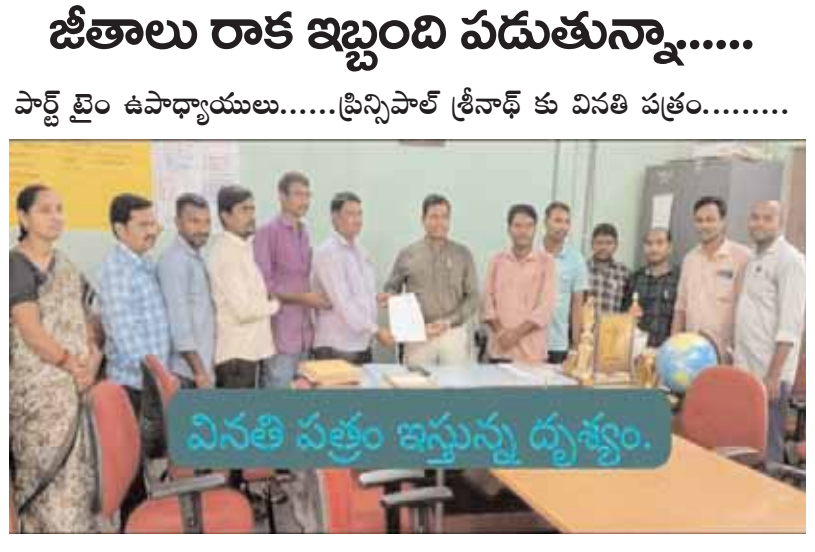 జీతాలు రాక ఇబ్బంది పడుతున్నా......
పార్ట్ టైం ఉపాధ్యాయులు......ప్రిన్సిపాల్ శ్రీనాథ్ కు వినతి పత్రం.........
వినతి పత్రం ఇస్తున్న దృశ్యం.